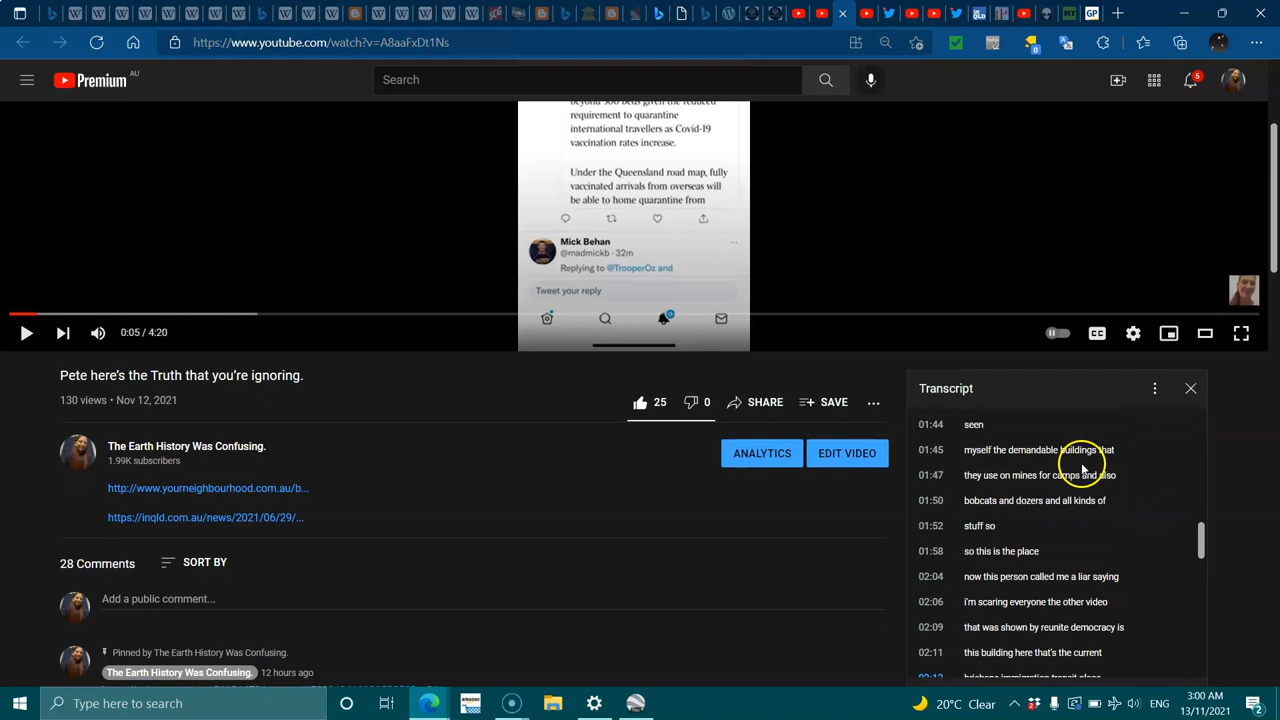 https://www.youtube.com/watch?v=A8aaFxDt1Ns
Premium AU
Search
5
beyond 500 beds given the reduced
requirement to quarantine
international travellers as Covid-19
vaccination rates increase.
Under the Queensland road map, fully
vaccinated arrivals from overseas will
be able to home quarantine from
Mick Behan
@madmickb · 32m
Replying to @TrooperOz and
Tweet your reply
0:05 / 4:20
Pete here's the Truth that you're ignoring.
130 views • Nov 12, 2021
25
0
SHARE
SAVE
The Earth History Was Confusing.
1.99K subscribers
ANALYTICS
EDIT VIDEO
http://www.yourneighbourhood.com.au/b...
https://inqld.com.au/news/2021/06/29/...
28 Comments
SORT BY
Add a public comment...
Pinned by The Earth History Was Confusing.
The Earth History Was Confusing. 12 hours ago
Transcript
01:44 seen
01:45 myself the demandable buildings that
01:47 they use on mines for camps and also
01:50 bobcats and dozers and all kinds of
01:52 stuff so
01:58 so this is the place
02:04 now this person called me a liar saying
02:06 i'm scaring everyone the other video
02:09 that was shown by reunite democracy is
02:11 this building here that's the current
02:13 brisbane immigration transit place
Type here to search
20°C Clear
ENG
3:00 AM
13/11/2021
2